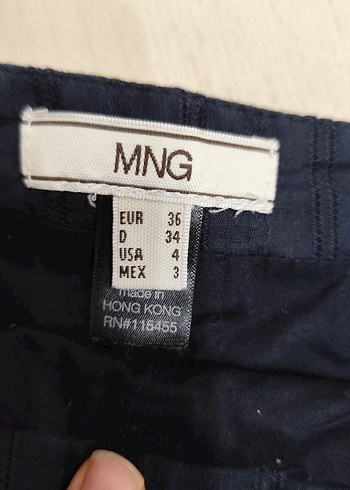 MNG
EUR 36
D 34
USA 4
MEX 3
made in
HONG KONG
RN#115455